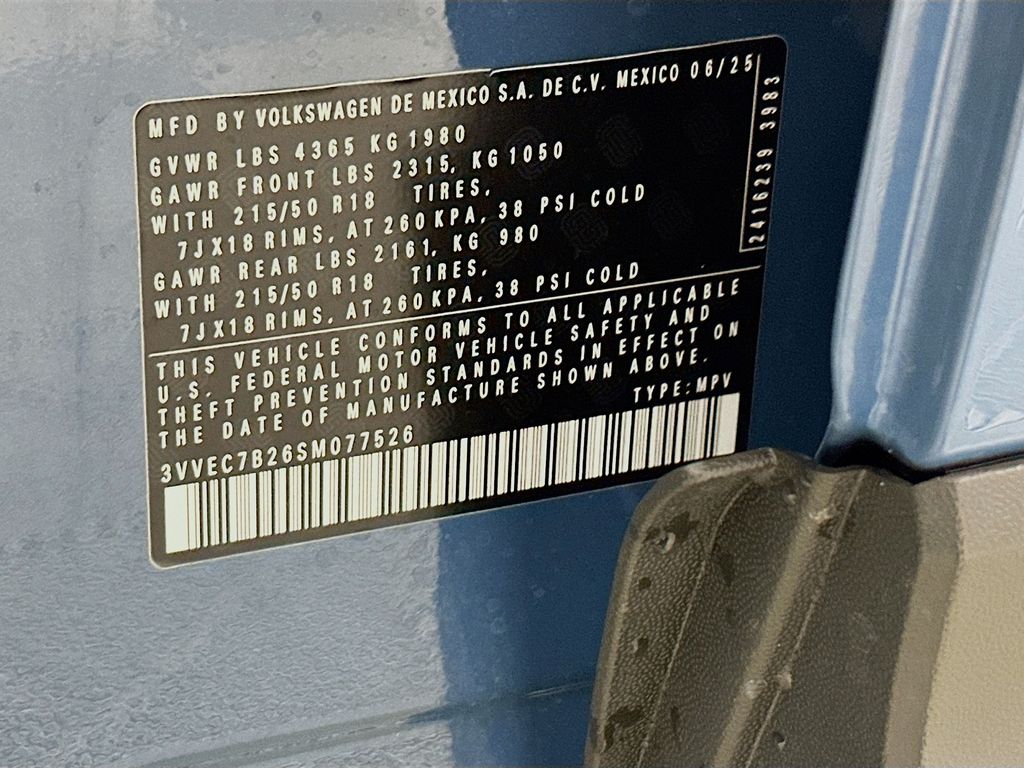 MFD BY VOLKSWAGEN DE MEXICO S.A. DE C.V. MEXICO 06/25
GVWR LBS 4365 KG 1980
GAWR FRONT LBS 2315, KG 1050
WITH 215/50 R18 TIRES,
7JX18 RIMS, AT 260 KPA, 38 PSI COLD
GAWR REAR LBS 2161, KG 980
WITH 215/50 R18 TIRES,
7JX18 RIMS, AT 260 KPA, 38 PSI COLD
2416239 3983
THIS VEHICLE CONFORMS TO ALL APPLICABLE
U.S. FEDERAL MOTOR VEHICLE SAFETY AND
THEFT PREVENTION STANDARDS IN EFFECT ON
THE DATE OF MANUFACTURE SHOWN ABOVE.
TYPE: MPV
3VVEC7B26SM077526